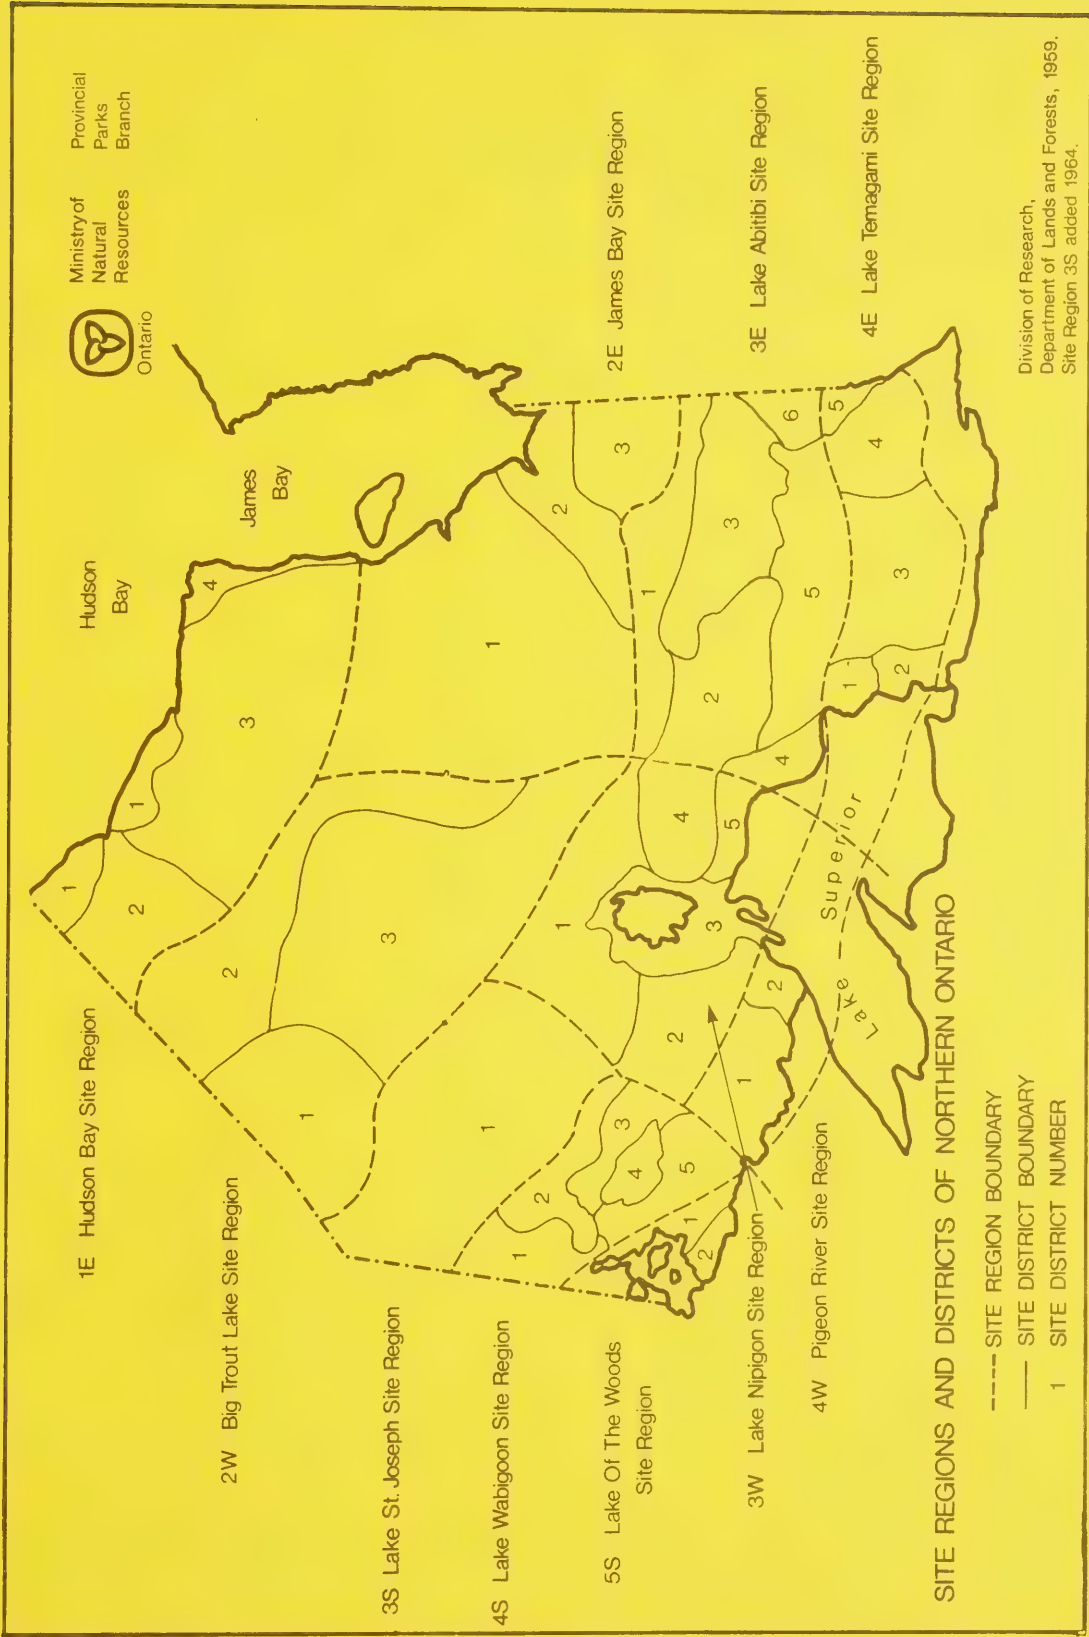 Ontario
Ministry of
Natural
Resources
Provincial
Parks
Branch
Hudson
Bay
James
Bay
1E Hudson Bay Site Region
2W Big Trout Lake Site Region
3S Lake St. Joseph Site Region
4S Lake Wabigoon Site Region
5S Lake Of The Woods
Site Region
3W Lake Nipigon Site Region
4W Pigeon River Site Region
2E James Bay Site Region
3E Lake Abitibi Site Region
4E Lake Temagami Site Region
1
2
1
3
4
2
1
3
1
1
2
3
1
1
2
3
4
5
1
2
1
2
3
4
5
1
2
1
2
3
4
5
6
1
2
3
4
5
Lake Superior
SITE REGIONS AND DISTRICTS OF NORTHERN ONTARIO
SITE REGION BOUNDARY
SITE DISTRICT BOUNDARY
1 SITE DISTRICT NUMBER
Division of Research,
Department of Lands and Forests, 1959.
Site Region 3S added 1964.